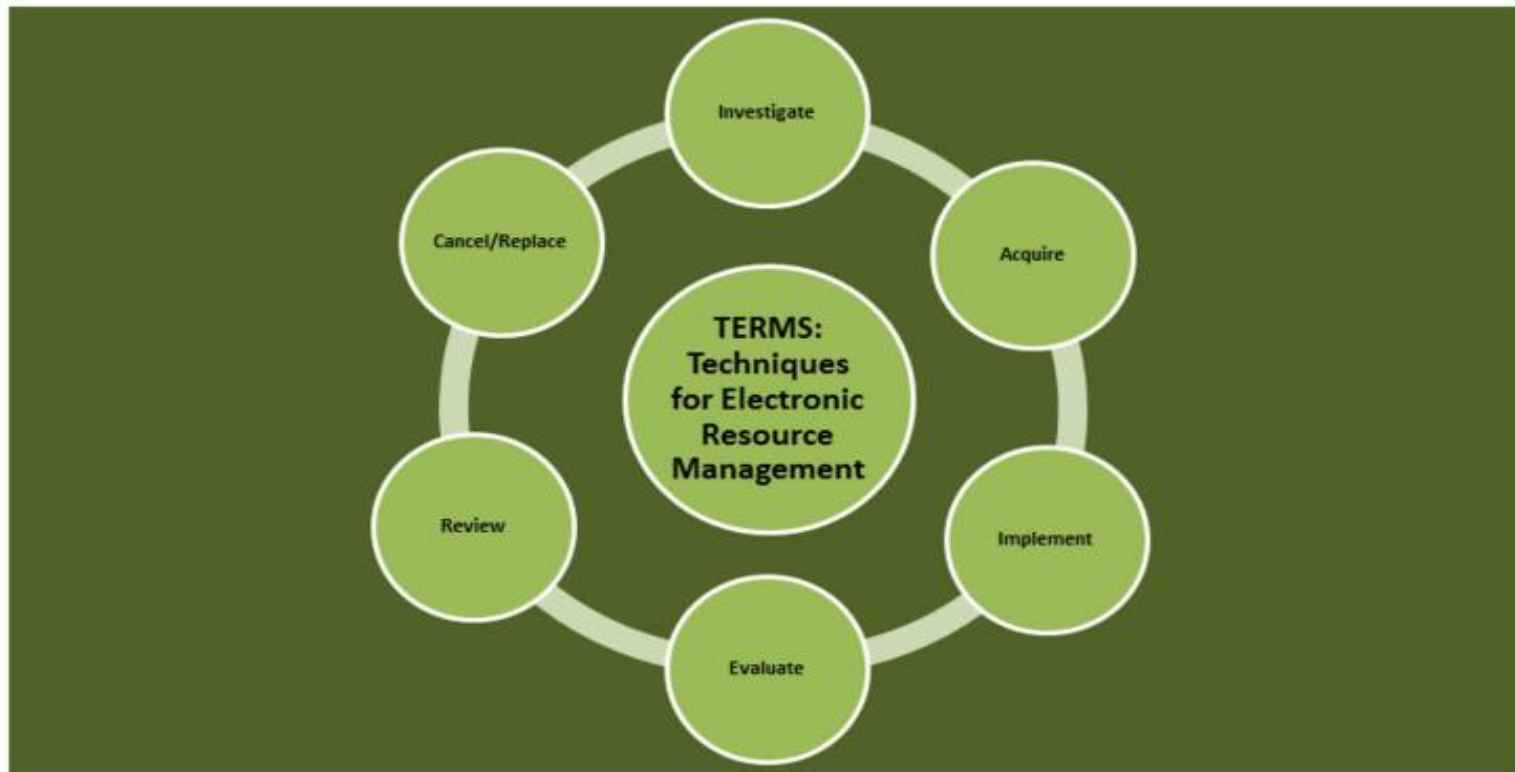 TERMS:
Techniques
for Electronic
Resource
Management
Investigate
Acquire
Implement
Evaluate
Review
Cancel/Replace